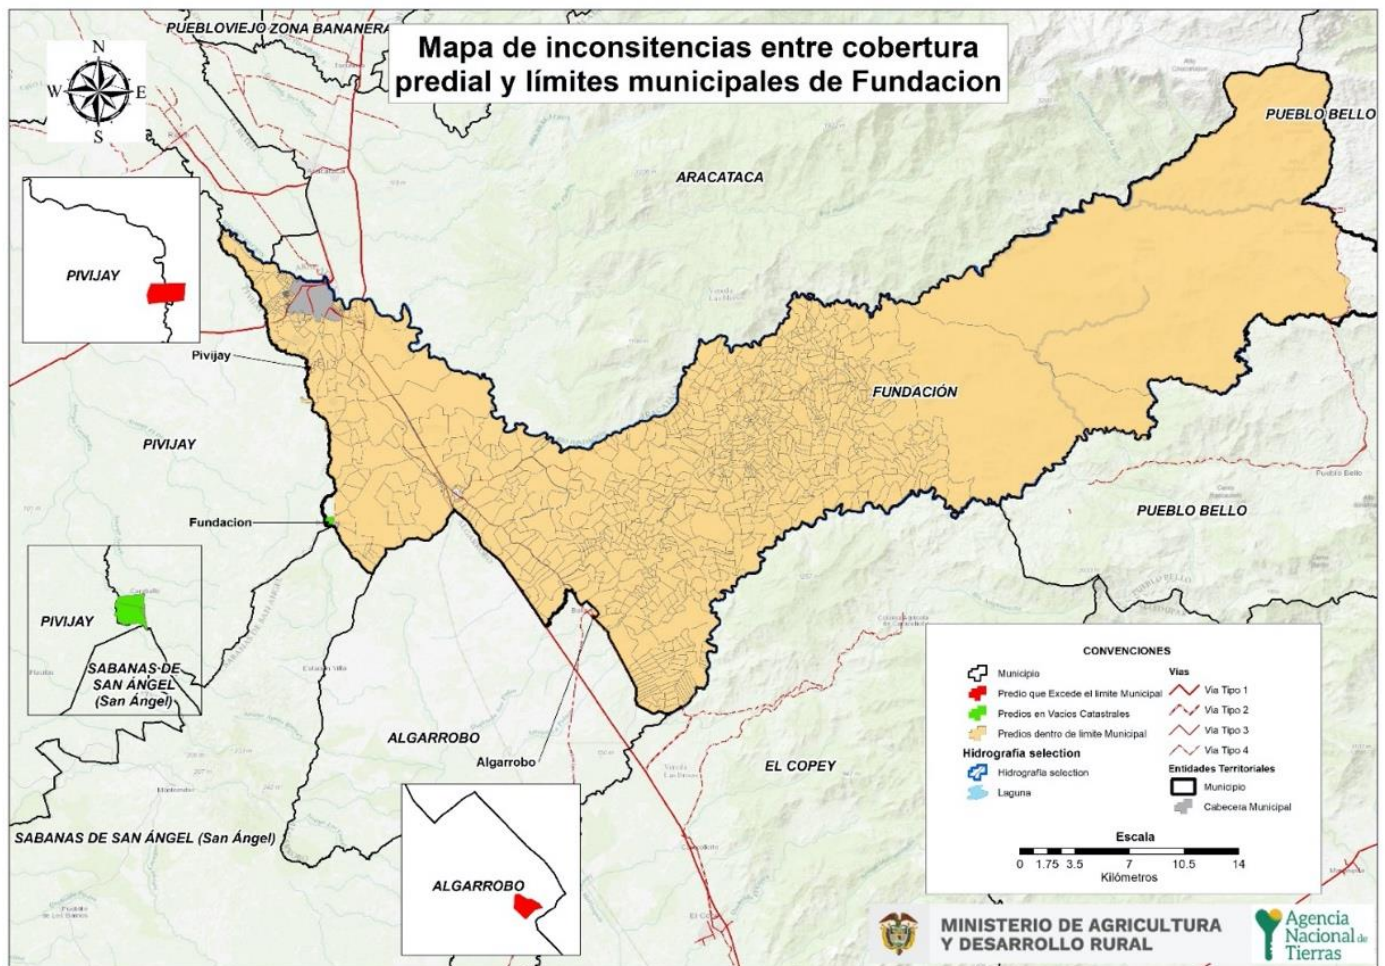 PUEBLOVIEJO ZONA BANANERA
Mapa de inconsitencias entre cobertura
predial y límites municipales de Fundacion
N
W E
S
PUEBLO BELLO
ARACATACA
PIVIJAY
Pivijay
FUNDACIÓN
PIVIJAY
PUEBLO BELLO
Pueblo Bello
Fundacion
PIVIJAY
SABANAS DE
SAN ÁNGEL
(San Ángel)
ALGARROBO
Algarrobo
EL COPEY
SABANAS DE SAN ÁNGEL (San Ángel)
ALGARROBO
CONVENCIONES
Municipio
Predio que Excede el limite Municipal
Predios en Vacios Catastrales
Predios dentro de limite Municipal
Hidrografía selection
Hidrografia selection
Laguna
Vías
Via Tipo 1
Via Tipo 2
Via Tipo 3
Via Tipo 4
Entidades Territoriales
Municipio
Cabecera Municipal
Escala
0 1.75 3.5 7 10.5 14
Kilómetros
MINISTERIO DE AGRICULTURA
Y DESARROLLO RURAL
Agencia
Nacional de
Tierras